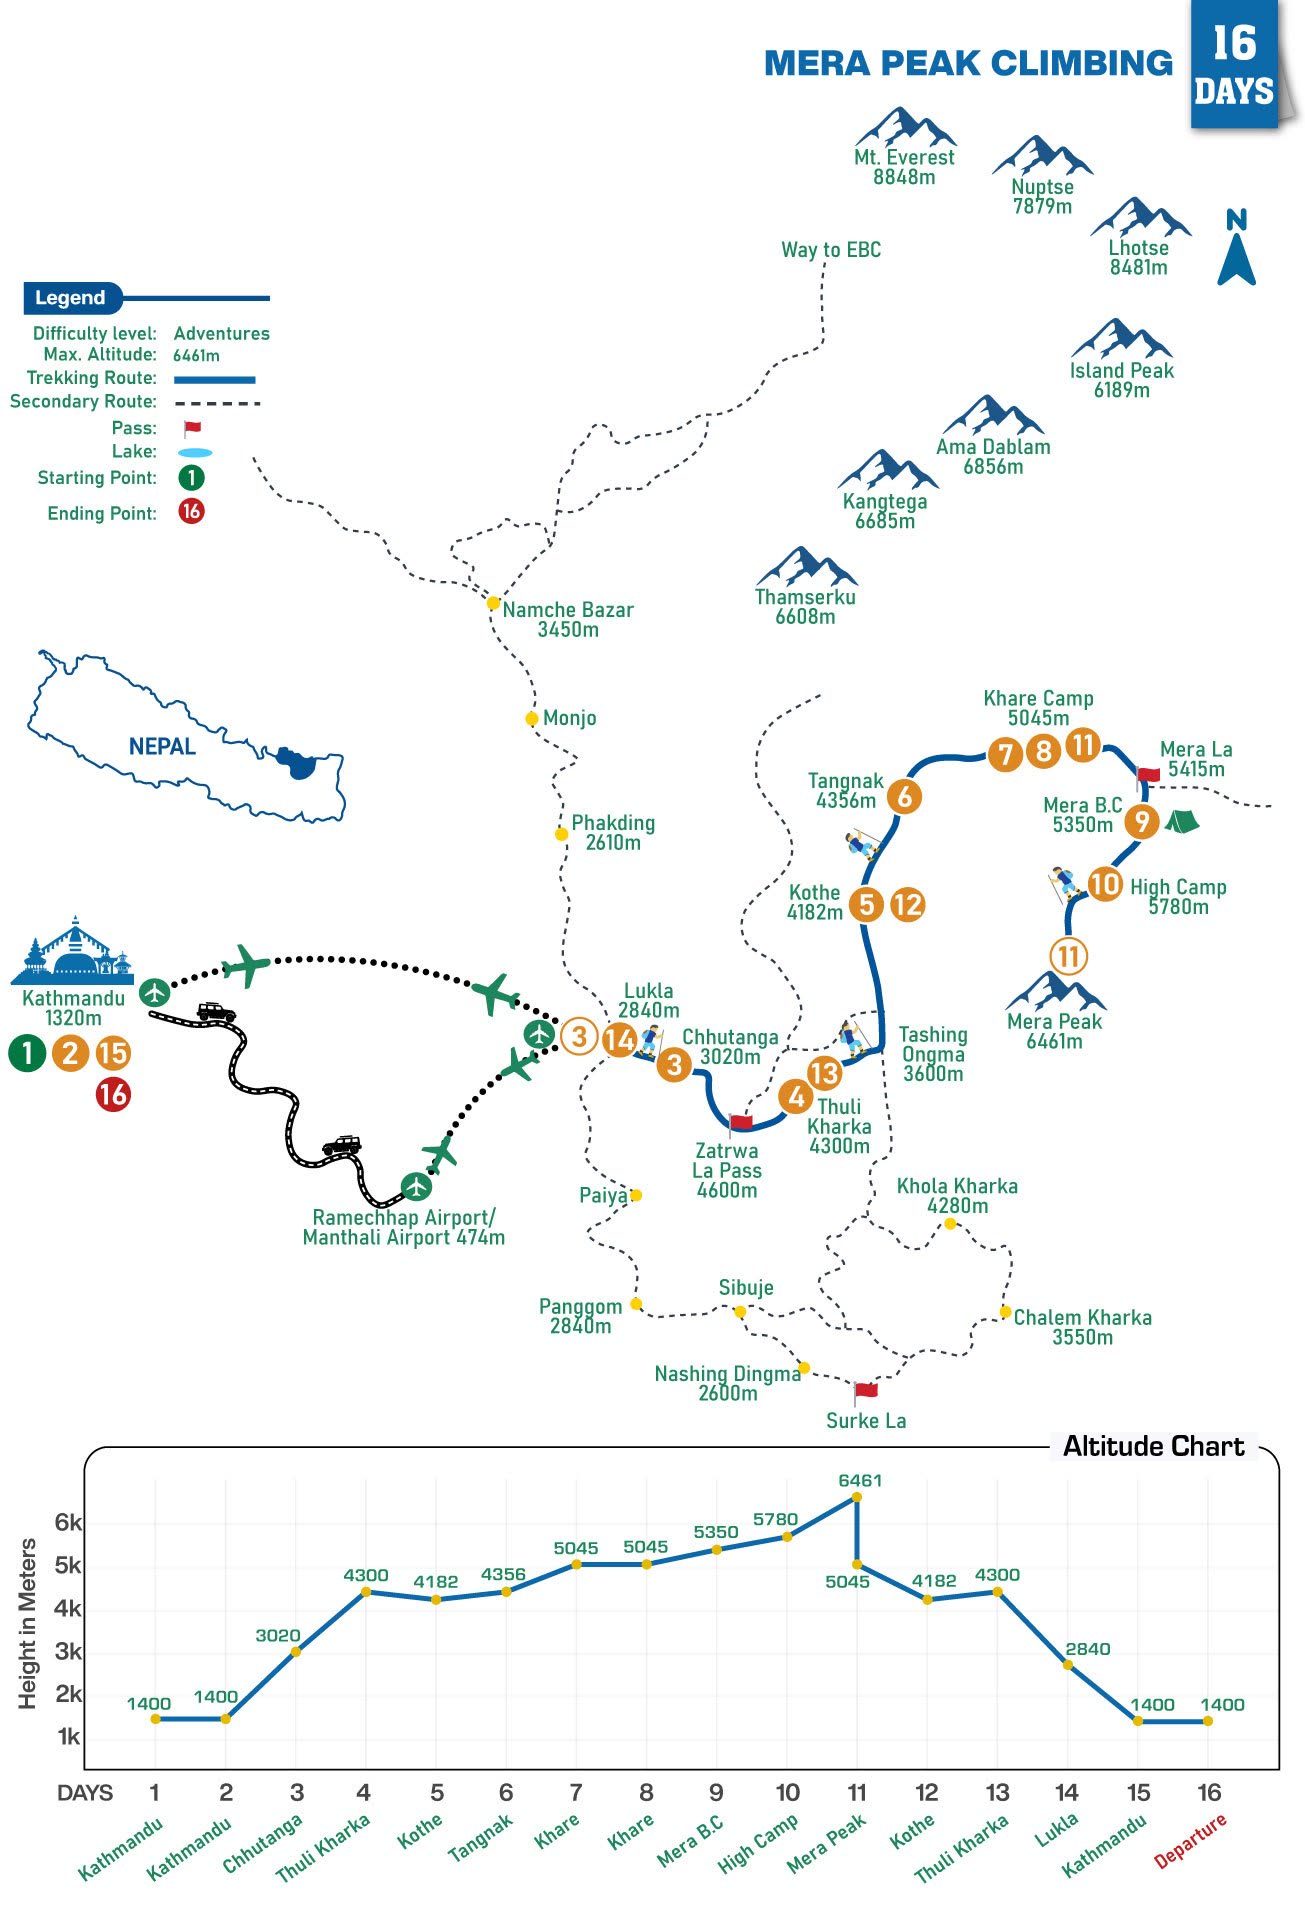 MERA PEAK CLIMBING
16
DAYS
Mt. Everest
8848m
Nuptse
7879m
N
Lhotse
8481m
Way to EBC
Legend
Difficulty level: Adventures
Max. Altitude: 6461m
Trekking Route:
Secondary Route:
Pass:
Lake:
Starting Point: 1
Ending Point: 16
Island Peak
6189m
Ama Dablam
6856m
Kangtega
6685m
Thamserku
6608m
Namche Bazar
3450m
Monjo
NEPAL
Phakding
2610m
Khare Camp
5045m
7 8 11
Mera La
5415m
Tangnak
4356m
6
Mera B.C
5350m
9
Kothe
4182m
5 12
10
High Camp
5780m
11
Mera Peak
6461m
Kathmandu
1320m
1 2 15
16
Lukla
2840m
3 14
Chhutanga
3020m
3
Tashing
Ongma
3600m
13
4
Thuli
Kharka
4300m
Zatrwa
La Pass
4600m
Ramechhap Airport/
Manthali Airport 474m
Paiya
Khola Kharka
4280m
Panggom
2840m
Sibuje
Chalem Kharka
3550m
Nashing Dingma
2600m
Surke La
Altitude Chart
Height in Meters
6k
5k
4k
3k
2k
1k
1400
1400
3020
4300
4182
4356
5045
5045
5350
5780
6461
5045
4182
4300
2840
1400
1400
DAYS 1 2 3 4 5 6 7 8 9 10 11 12 13 14 15 16
Kathmandu
Kathmandu
Chhutanga
Thuli Kharka
Kothe
Tangnak
Khare
Khare
Mera B.C
High Camp
Mera Peak
Kothe
Thuli Kharka
Lukla
Kathmandu
Departure